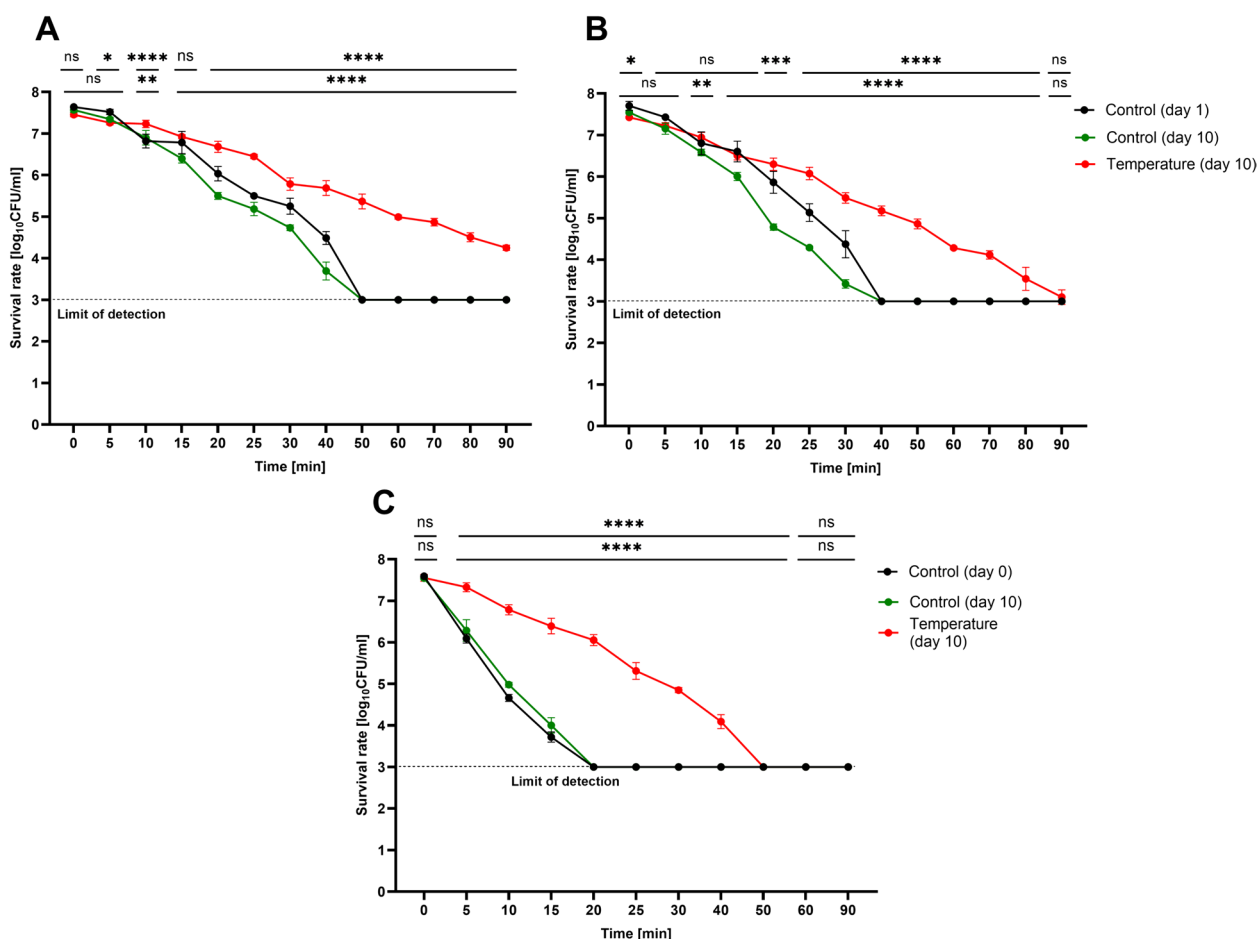 A
ns * **** ns ****
ns ** ****
8
7
6
5
4
3
2
1
0
Survival rate [log₁₀CFU/ml]
Limit of detection
0 5 10 15 20 25 30 40 50 60 70 80 90
Time [min]
B
* ns *** **** ns
ns ** **** ns
8
7
6
5
4
3
2
1
0
Survival rate [log₁₀CFU/ml]
Limit of detection
0 5 10 15 20 25 30 40 50 60 70 80 90
Time [min]
Control (day 1)
Control (day 10)
Temperature (day 10)
C
ns **** ns
ns **** ns
8
7
6
5
4
3
2
1
0
Survival rate [log₁₀CFU/ml]
Limit of detection
0 5 10 15 20 25 30 40 50 60 90
Time [min]
Control (day 0)
Control (day 10)
Temperature
(day 10)